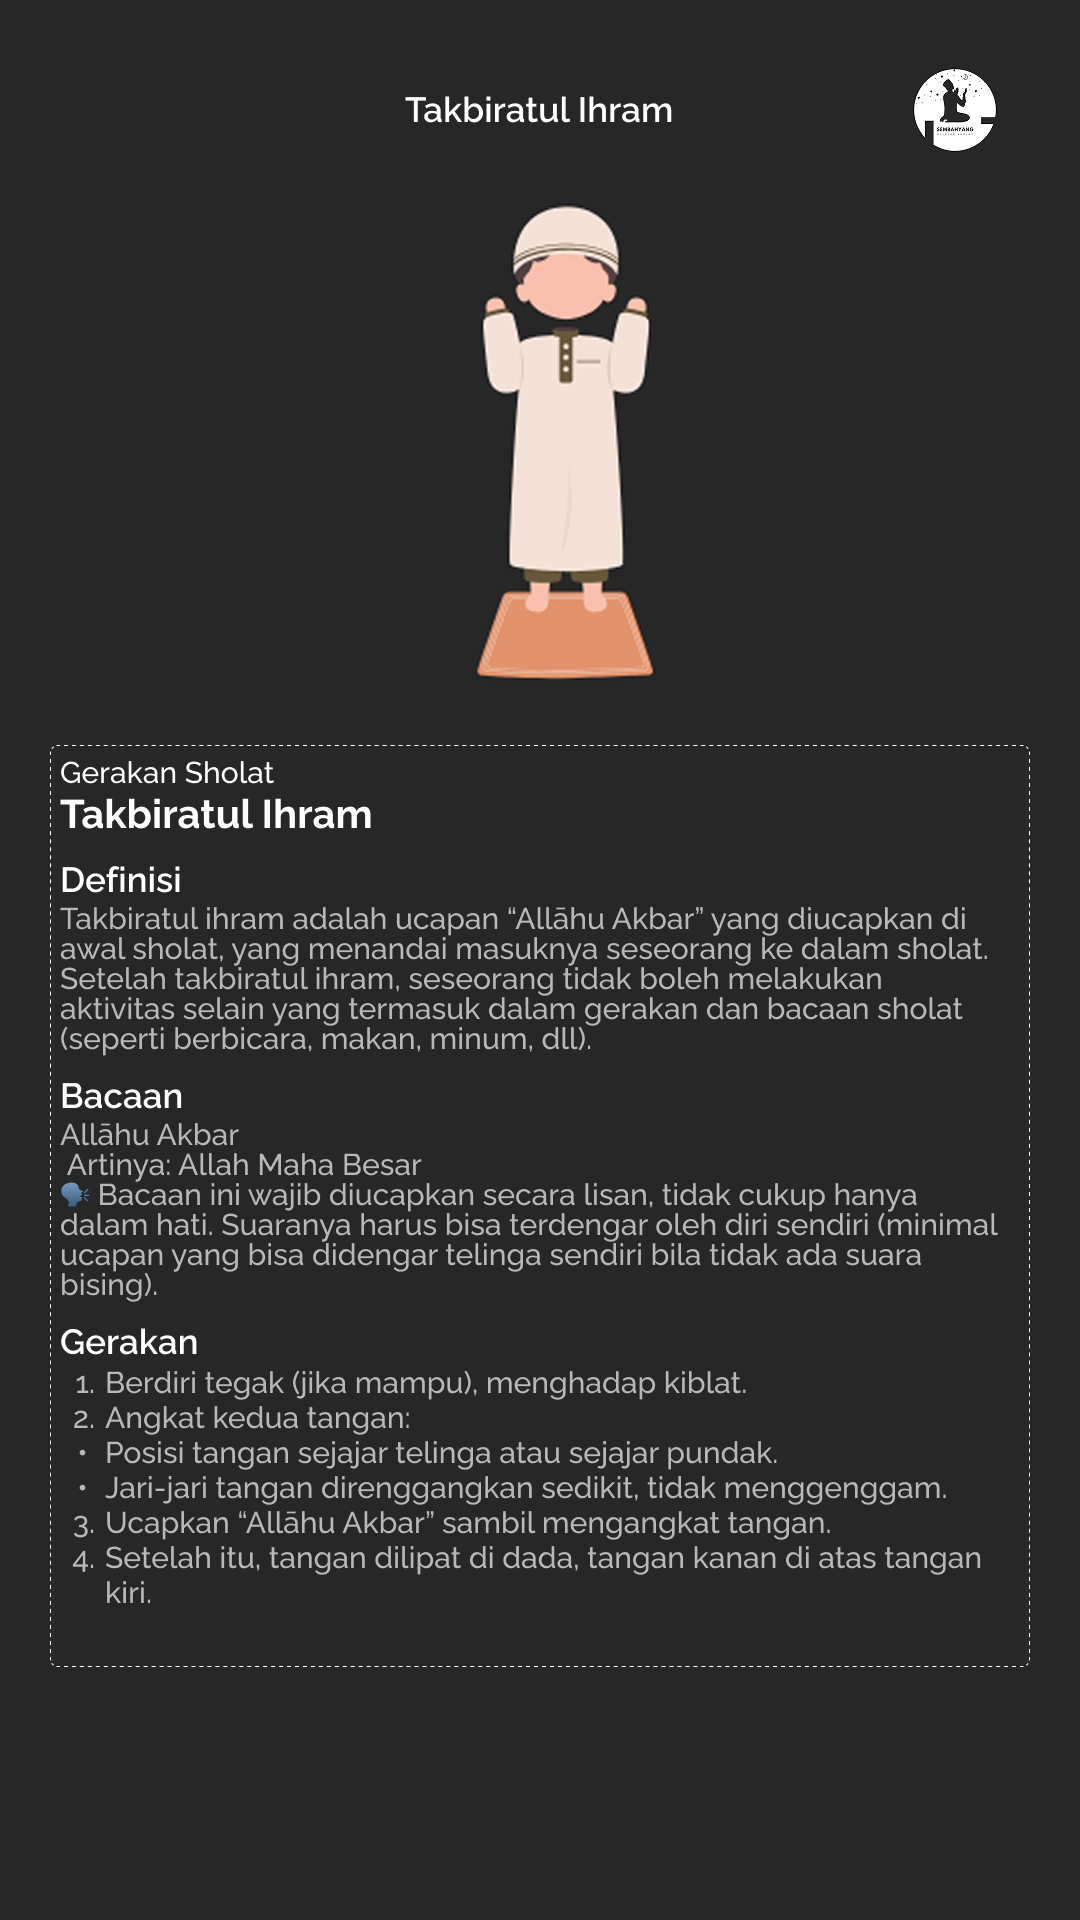 Takbiratul Ihram
SEMBAHYANG
Gerakan Sholat
Takbiratul Ihram
Definisi
Takbiratul ihram adalah ucapan “Allāhu Akbar” yang diucapkan di
awal sholat, yang menandai masuknya seseorang ke dalam sholat.
Setelah takbiratul ihram, seseorang tidak boleh melakukan
aktivitas selain yang termasuk dalam gerakan dan bacaan sholat
(seperti berbicara, makan, minum, dll).
Bacaan
Allāhu Akbar
Artinya: Allah Maha Besar
🗣️ Bacaan ini wajib diucapkan secara lisan, tidak cukup hanya
dalam hati. Suaranya harus bisa terdengar oleh diri sendiri (minimal
ucapan yang bisa didengar telinga sendiri bila tidak ada suara
bising).
Gerakan
1. Berdiri tegak (jika mampu), menghadap kiblat.
2. Angkat kedua tangan:
• Posisi tangan sejajar telinga atau sejajar pundak.
• Jari-jari tangan direnggangkan sedikit, tidak menggenggam.
3. Ucapkan “Allāhu Akbar” sambil mengangkat tangan.
4. Setelah itu, tangan dilipat di dada, tangan kanan di atas tangan
kiri.